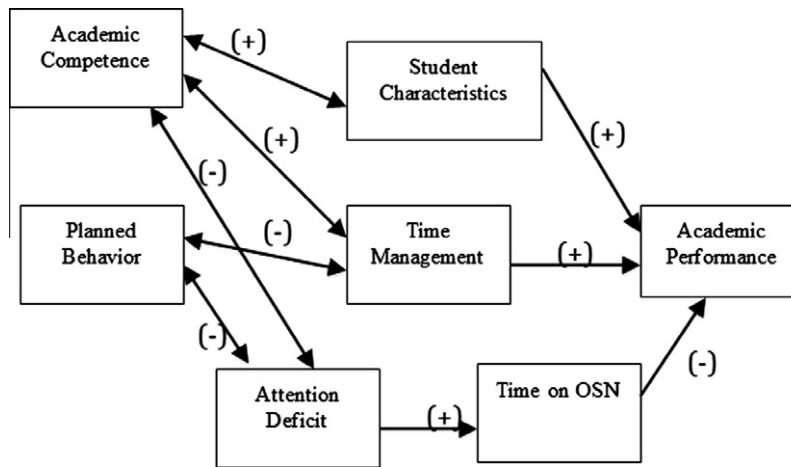 Academic
Competence
(+)
Student
Characteristics
(+)
(+)
(-)
Planned
Behavior
(-)
Time
Management
(+)
Academic
Performance
(-)
Attention
Deficit
(+)
Time on OSN
(-)